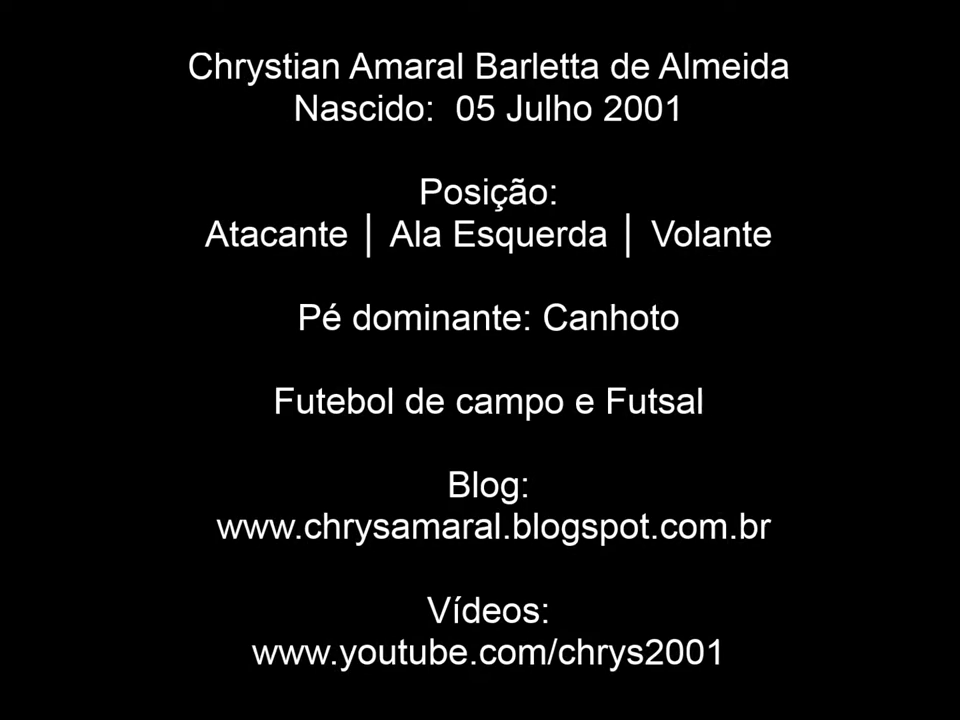 Chrystian Amaral Barletta de Almeida
Nascido: 05 Julho 2001
Posição:
Atacante | Ala Esquerda | Volante
Pé dominante: Canhoto
Futebol de campo e Futsal
Blog:
www.chrysamaral.blogspot.com.br
Vídeos:
www.youtube.com/chrys2001